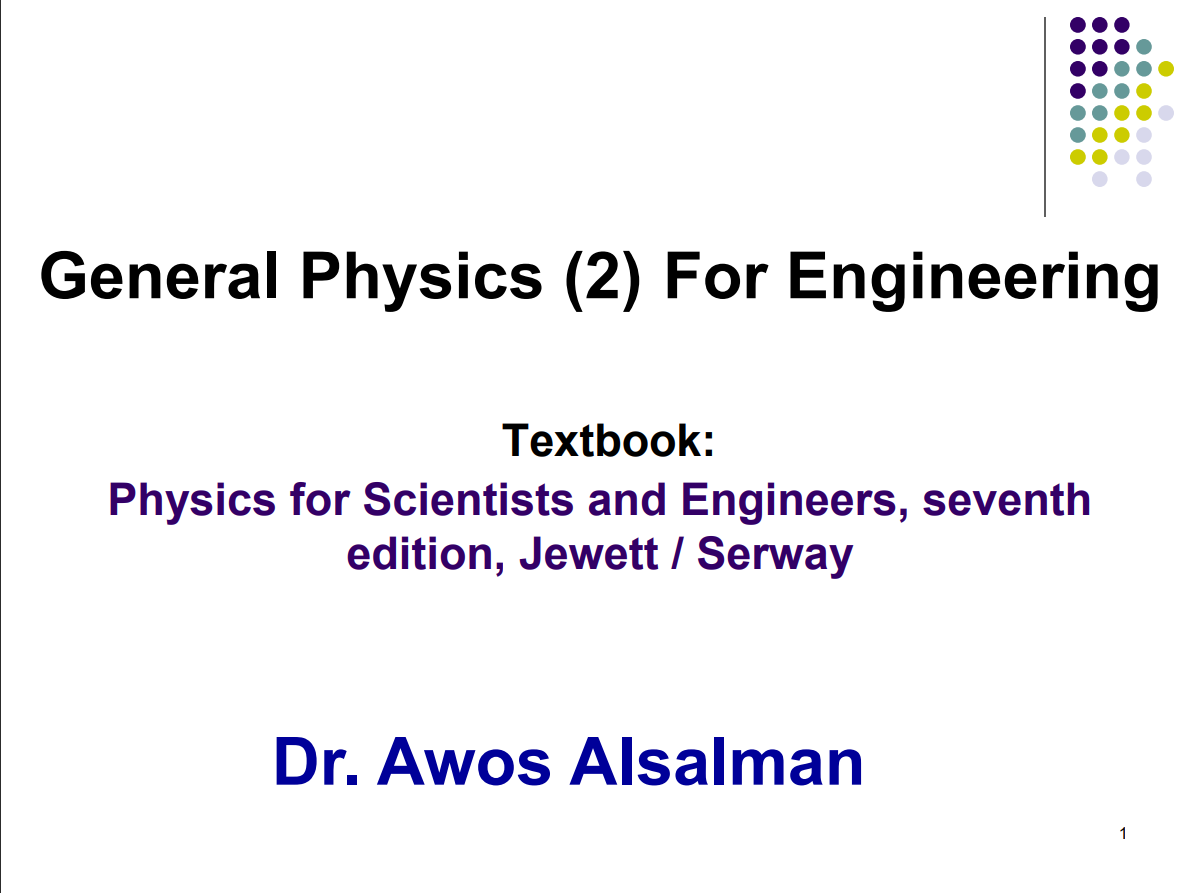 General Physics (2) For Engineering
Textbook:
Physics for Scientists and Engineers, seventh
edition, Jewett / Serway
Dr. Awos Alsalman
1